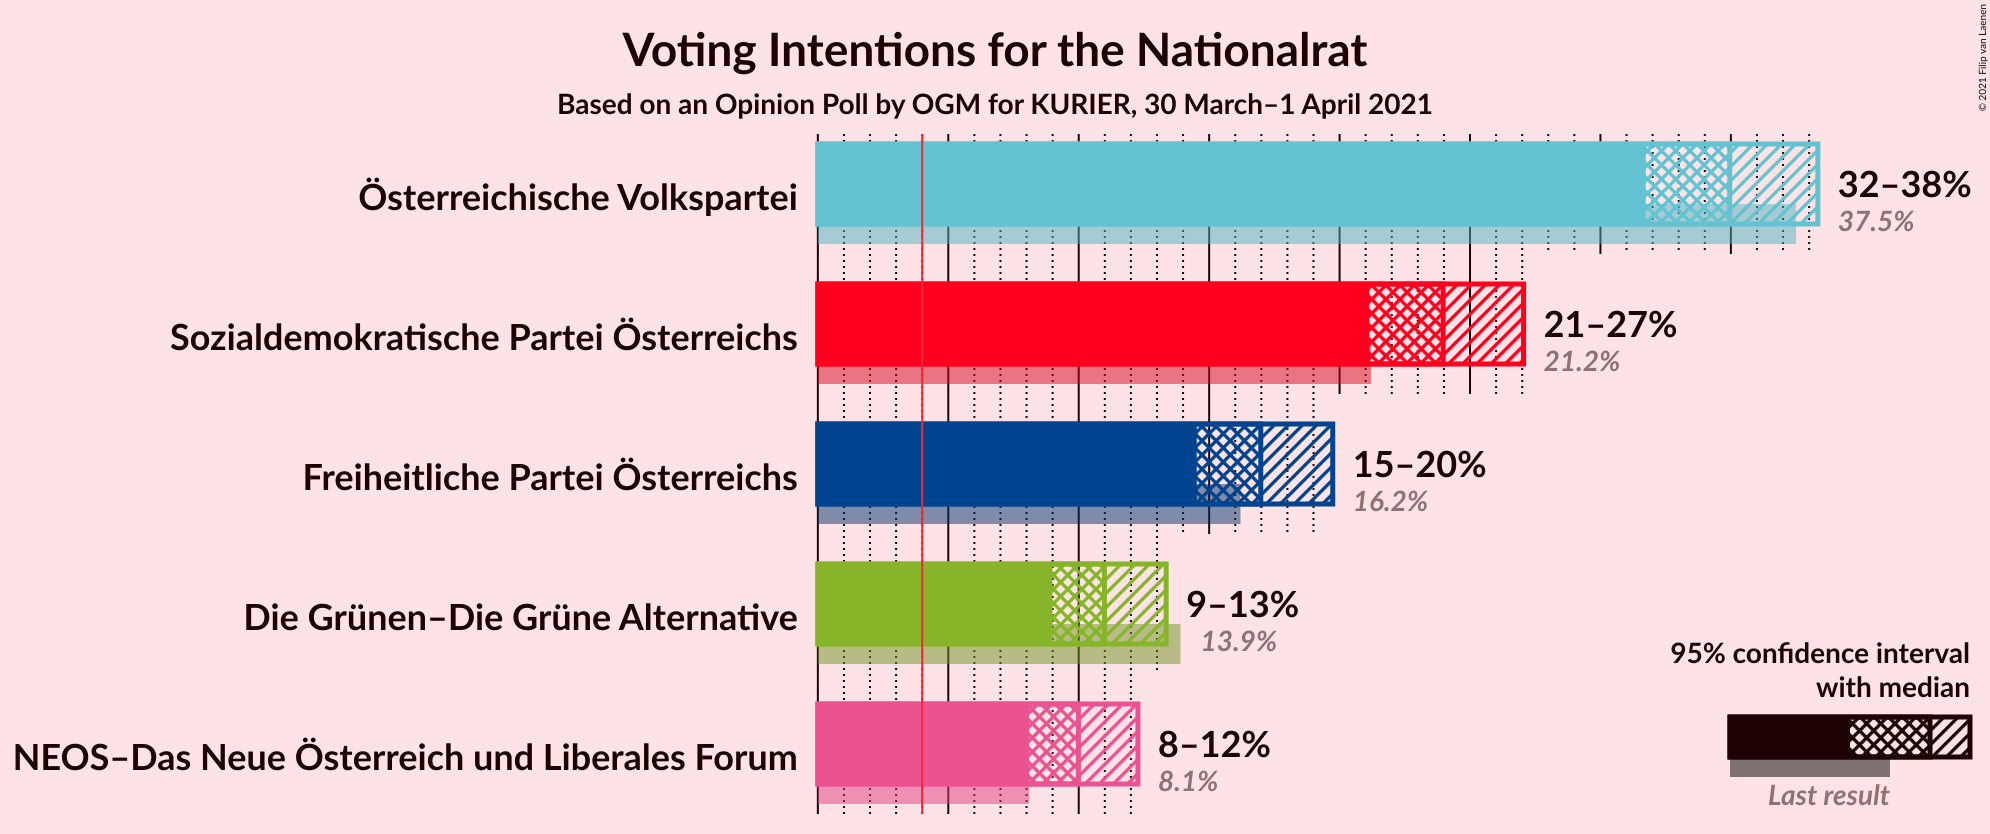 Voting Intentions for the Nationalrat
Based on an Opinion Poll by OGM for KURIER, 30 March–1 April 2021
© 2021 Filip van Laenen
Österreichische Volkspartei
32–38%
37.5%
Sozialdemokratische Partei Österreichs
21–27%
21.2%
Freiheitliche Partei Österreichs
15–20%
16.2%
Die Grünen–Die Grüne Alternative
9–13%
13.9%
NEOS–Das Neue Österreich und Liberales Forum
8–12%
8.1%
95% confidence interval
with median
Last result